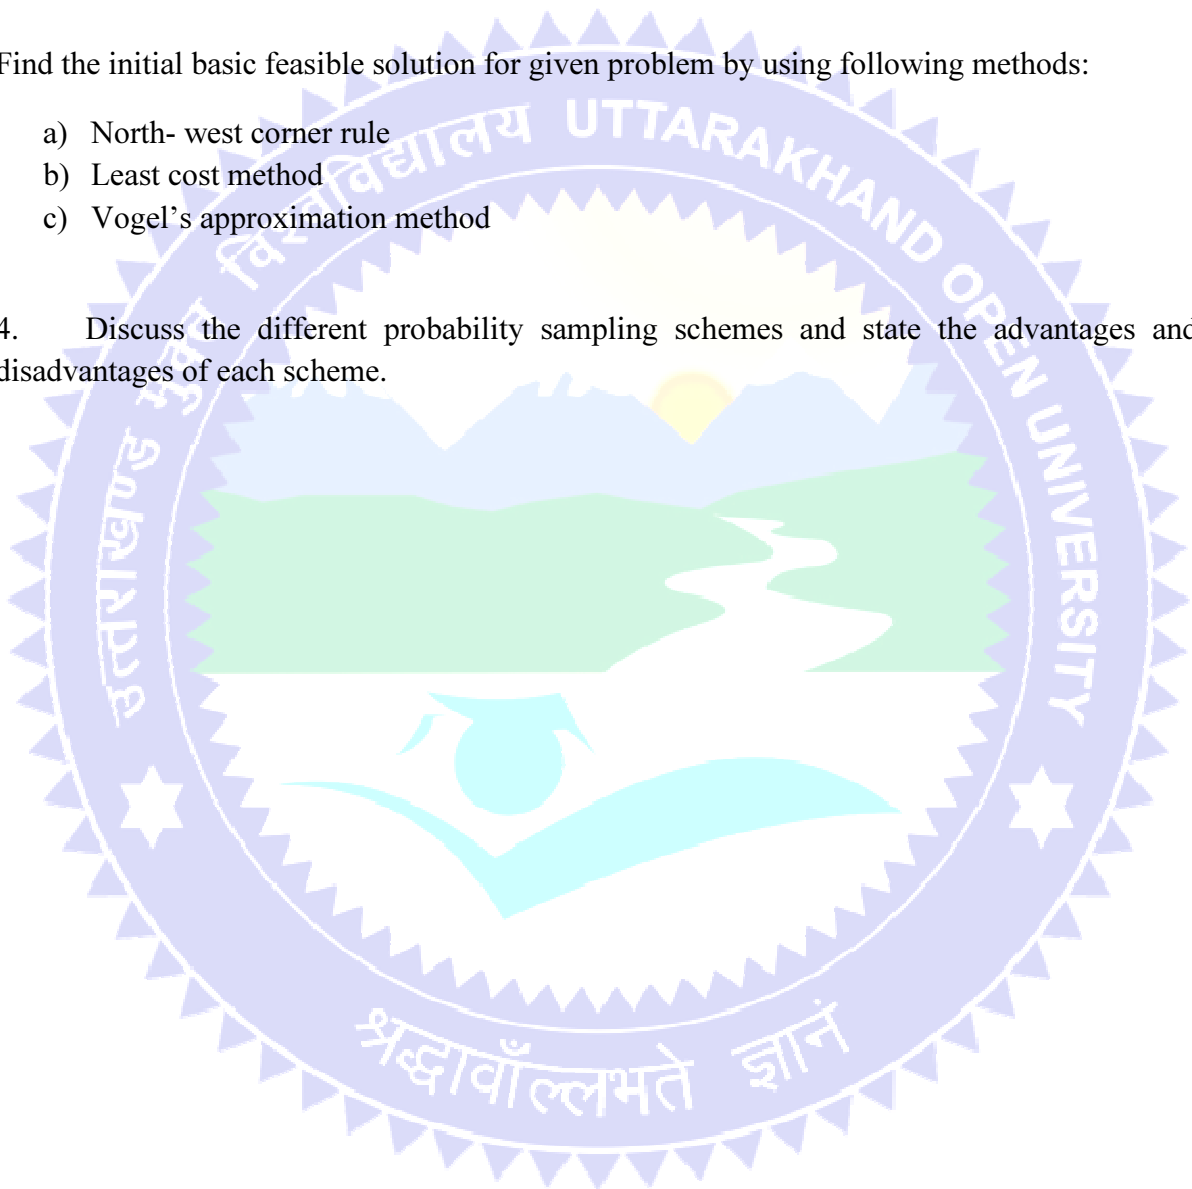 Find the initial basic feasible solution for given problem by using following methods:
a) North- west corner rule
b) Least cost method
c) Vogel's approximation method
4. Discuss the different probability sampling schemes and state the advantages and
disadvantages of each scheme.
उत्तराखण्ड मुक्त विश्वविद्यालय UTTARAKHAND OPEN UNIVERSITY
श्रद्धावाँल्लभते ज्ञानं